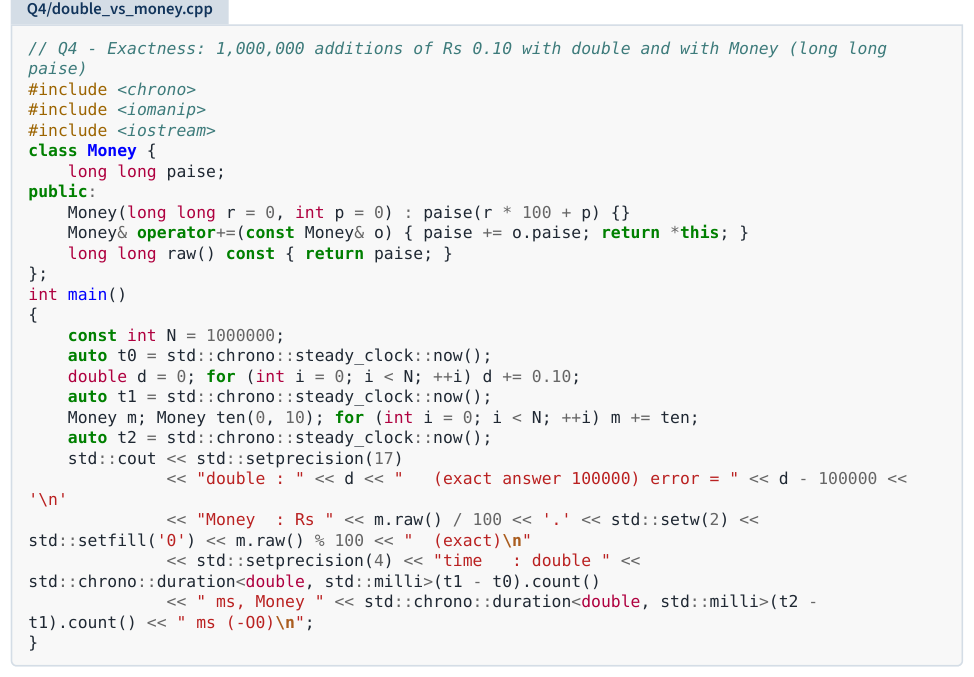 Q4/double_vs_money.cpp
// Q4 - Exactness: 1,000,000 additions of Rs 0.10 with double and with Money (long long
paise)
#include <chrono>
#include <iomanip>
#include <iostream>
class Money {
    long long paise;
public:
    Money(long long r = 0, int p = 0) : paise(r * 100 + p) {}
    Money& operator+=(const Money& o) { paise += o.paise; return *this; }
    long long raw() const { return paise; }
};
int main()
{
    const int N = 1000000;
    auto t0 = std::chrono::steady_clock::now();
    double d = 0; for (int i = 0; i < N; ++i) d += 0.10;
    auto t1 = std::chrono::steady_clock::now();
    Money m; Money ten(0, 10); for (int i = 0; i < N; ++i) m += ten;
    auto t2 = std::chrono::steady_clock::now();
    std::cout << std::setprecision(17)
              << "double : " << d << "   (exact answer 100000) error = " << d - 100000 <<
'\n'
              << "Money  : Rs " << m.raw() / 100 << '.' << std::setw(2) <<
std::setfill('0') << m.raw() % 100 << "  (exact)\n"
              << std::setprecision(4) << "time   : double " <<
std::chrono::duration<double, std::milli>(t1 - t0).count()
              << " ms, Money " << std::chrono::duration<double, std::milli>(t2 -
t1).count() << " ms (-O0)\n";
}